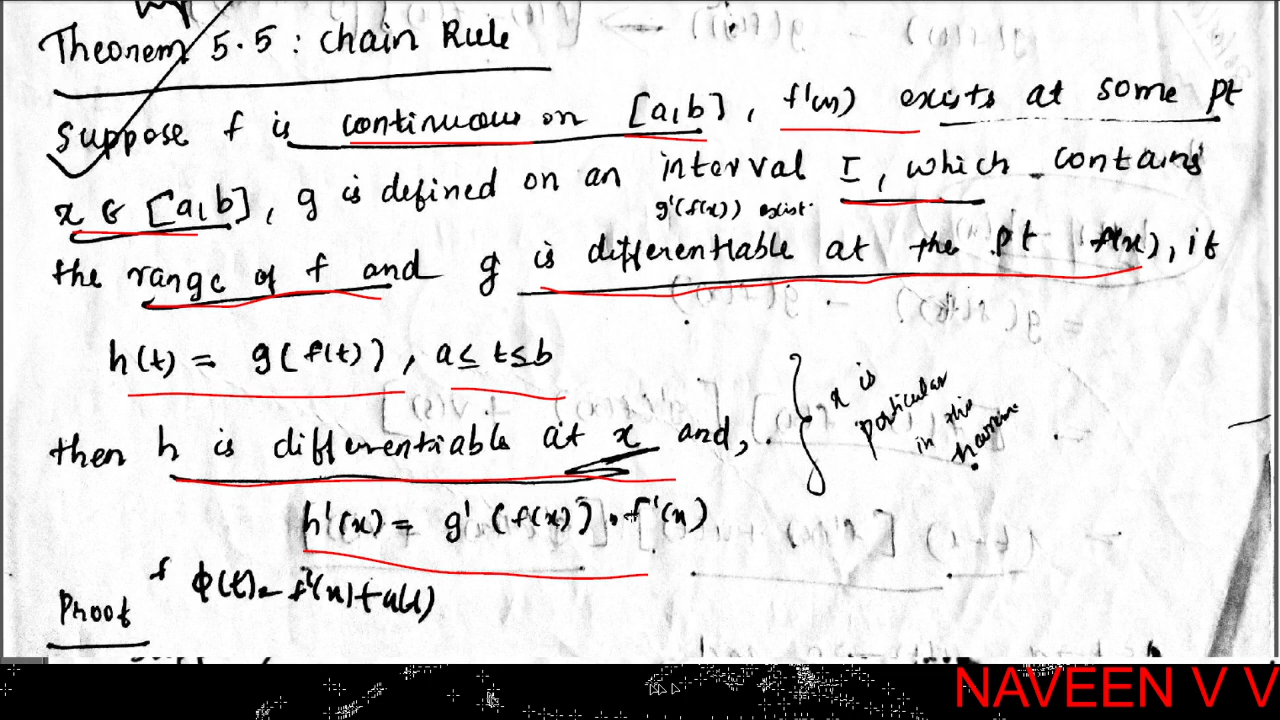 Theorem 5.5 : Chain Rule
Suppose f is continuous on [a,b], f'(x) exists at some pt
x ∈ [a,b], g is defined on an interval I, which contains
g'(f(x)) exist.
the range of f and g is differentiable at the pt f(x), if
h(t) = g(f(t)), a ≤ t ≤ b
x is
particular
in this
then h is differentiable at x and,
h'(x) = g'(f(x)) · f'(x)
Proof
NAVEEN V V